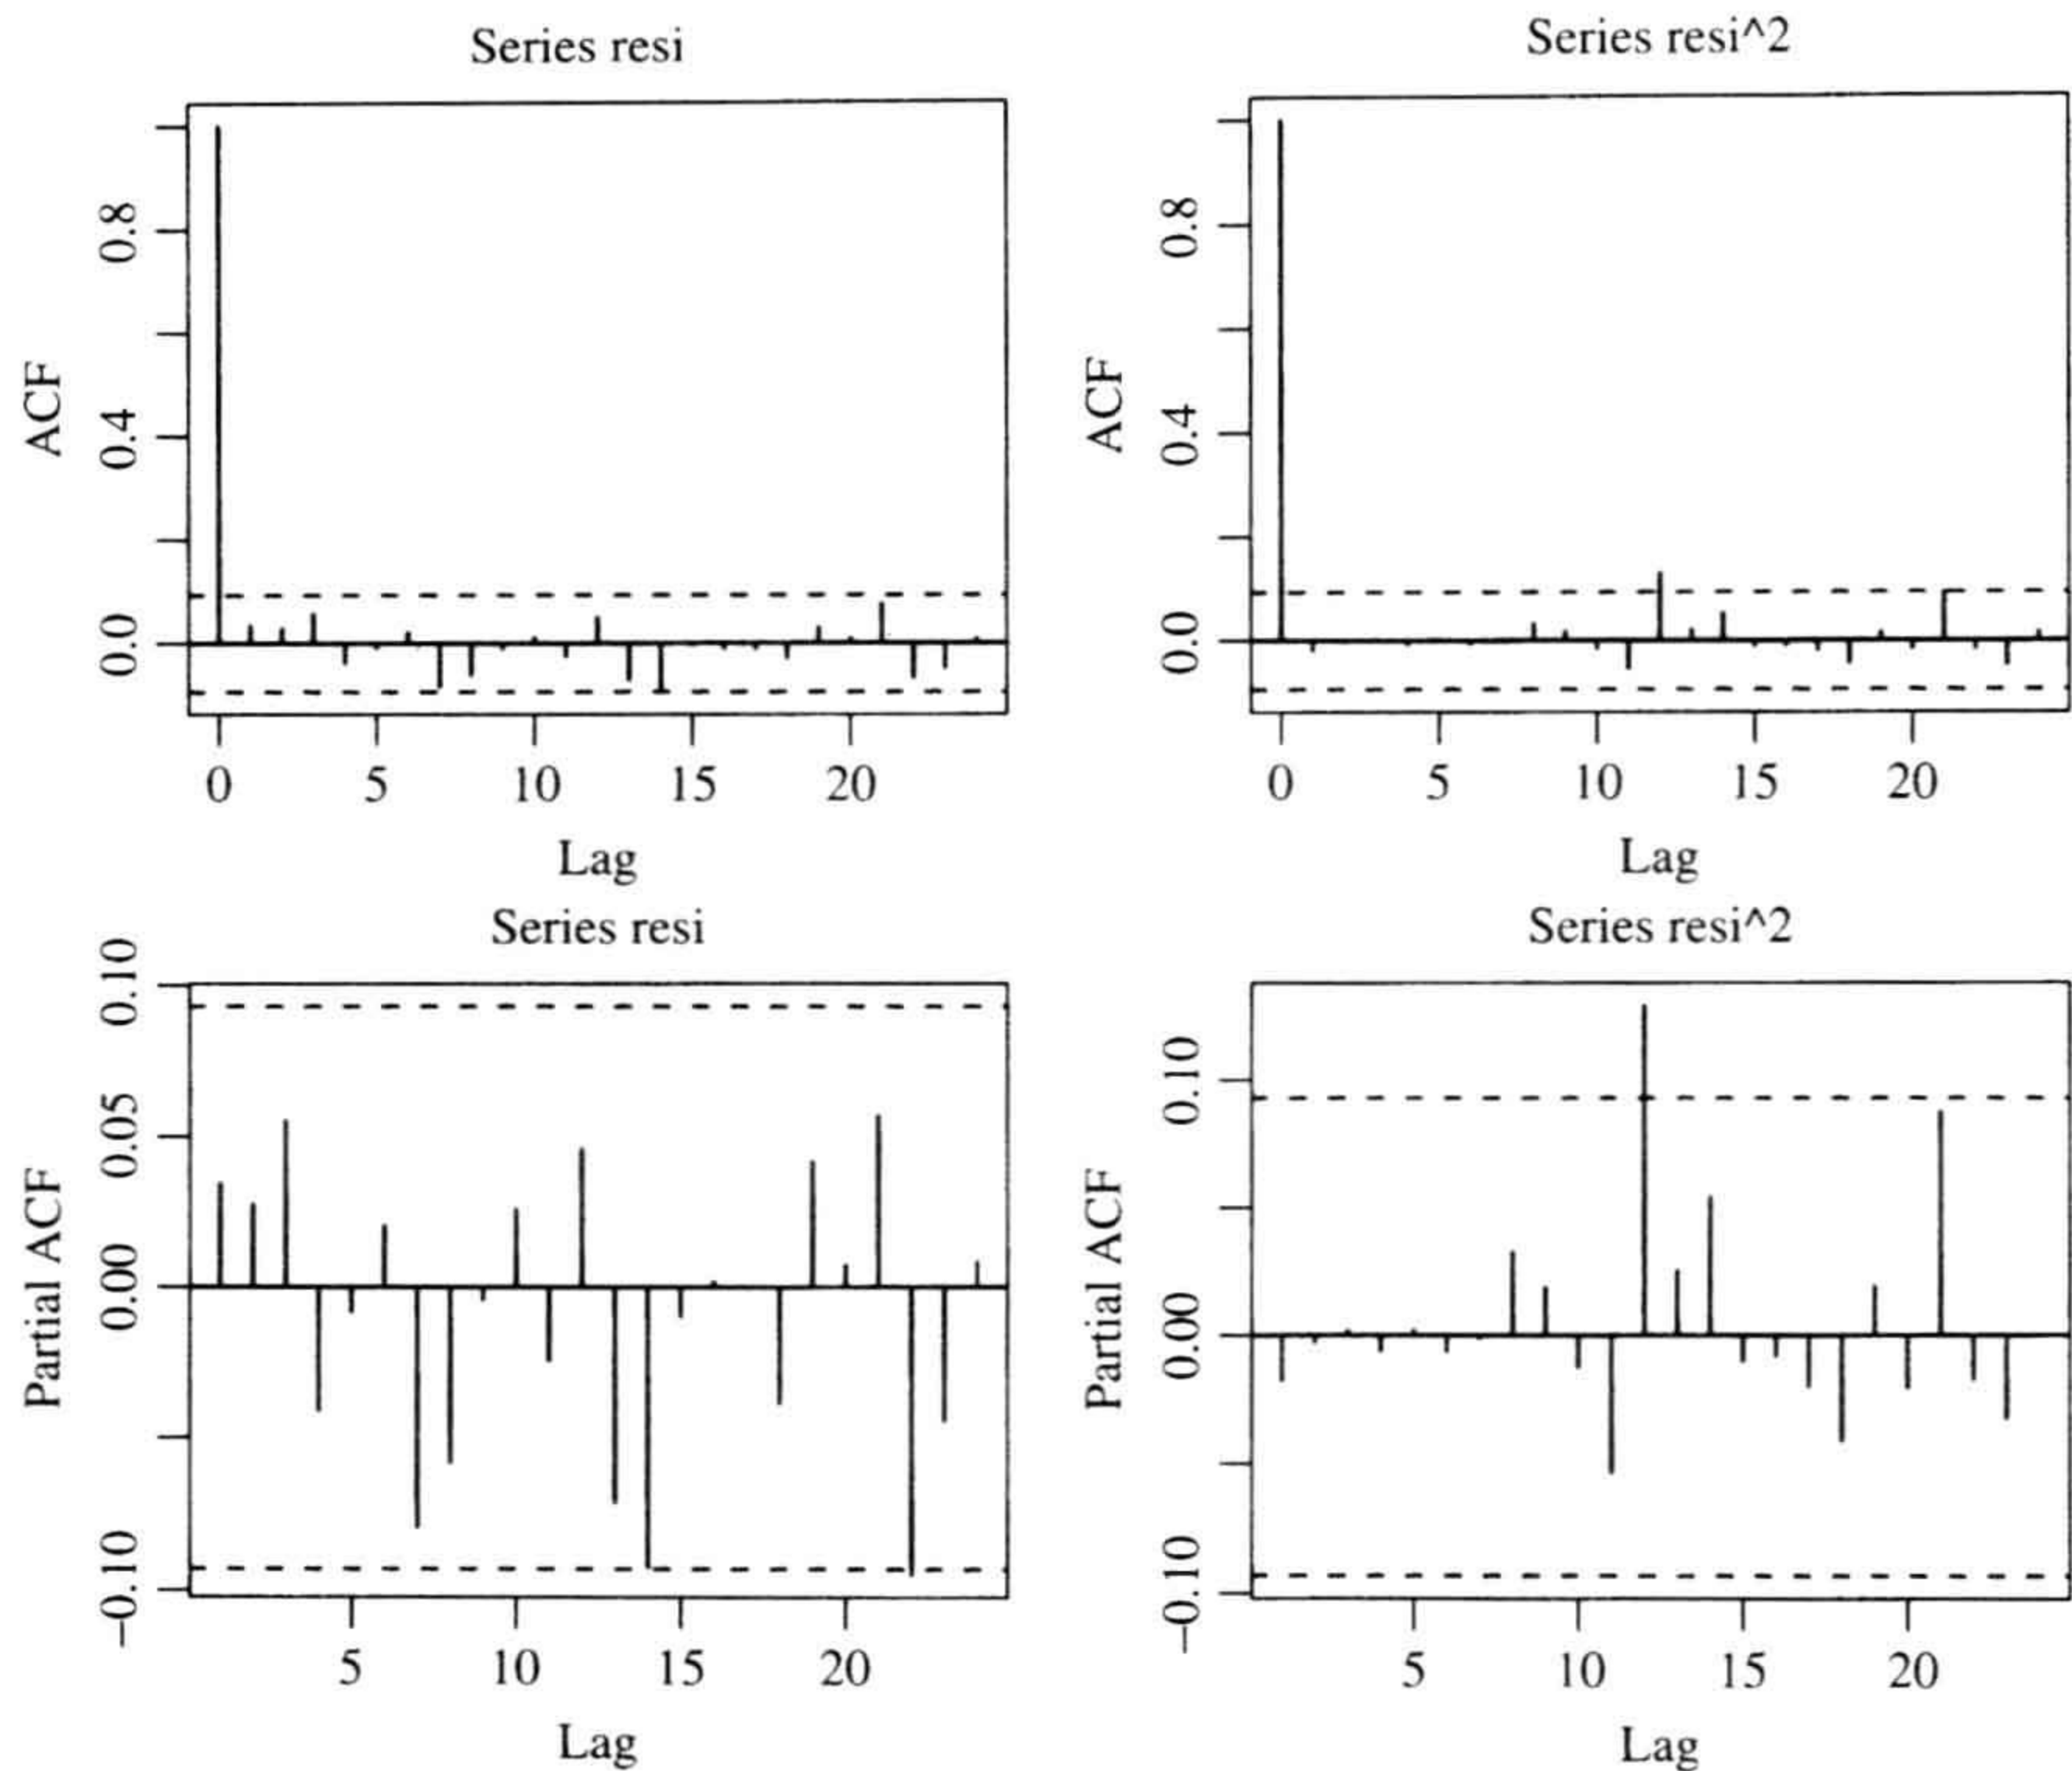 Series resi
ACF
0.8
0.4
0.0
0 5 10 15 20
Lag
Series resi^2
ACF
0.8
0.4
0.0
0 5 10 15 20
Lag
Series resi
Partial ACF
0.10
0.05
0.00
−0.10
5 10 15 20
Lag
Series resi^2
Partial ACF
0.10
0.00
−0.10
5 10 15 20
Lag